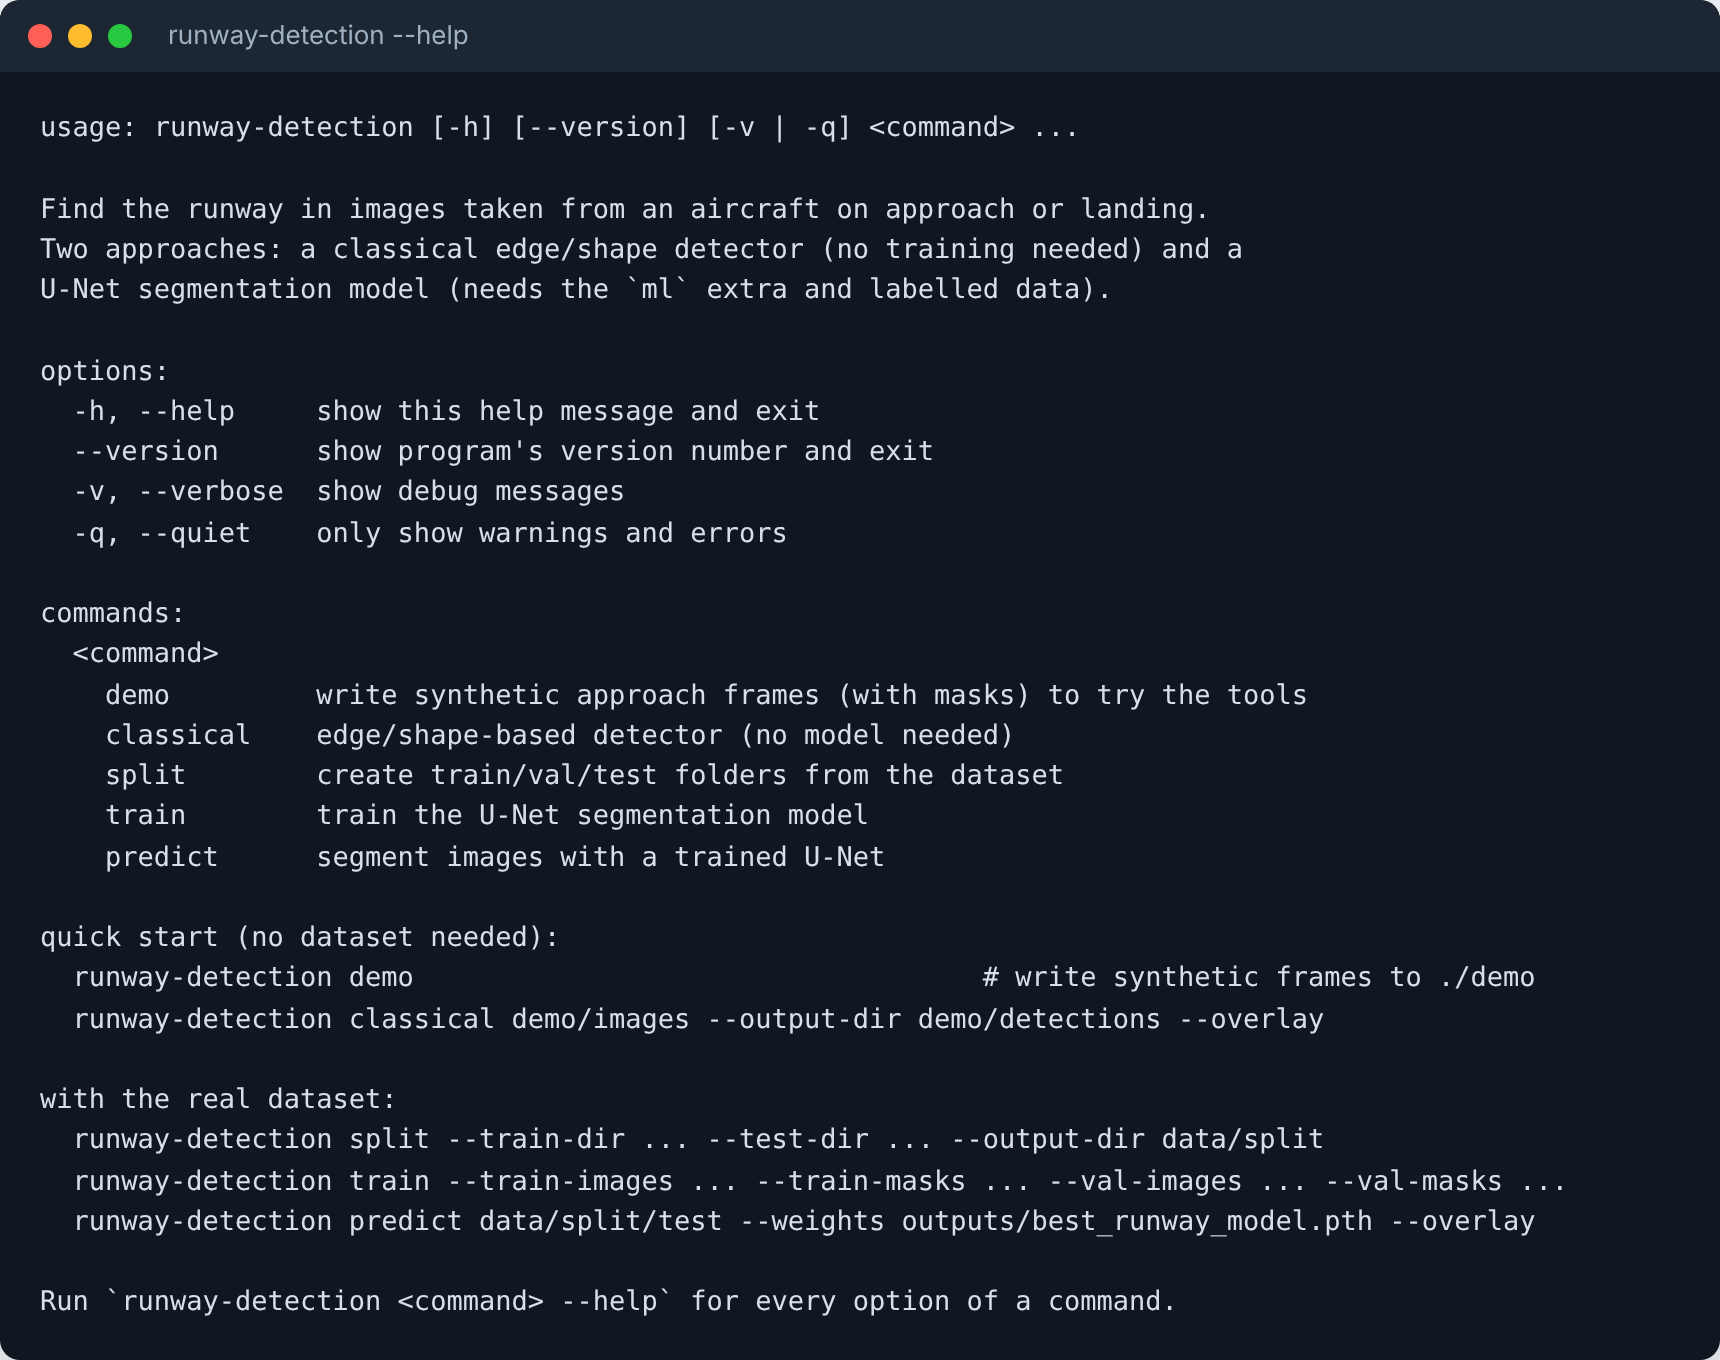 runway-detection --help
usage: runway-detection [-h] [--version] [-v | -q] <command> ...
Find the runway in images taken from an aircraft on approach or landing.
Two approaches: a classical edge/shape detector (no training needed) and a
U-Net segmentation model (needs the `ml` extra and labelled data).
options:
  -h, --help     show this help message and exit
  --version      show program's version number and exit
  -v, --verbose  show debug messages
  -q, --quiet    only show warnings and errors
commands:
  <command>
    demo         write synthetic approach frames (with masks) to try the tools
    classical    edge/shape-based detector (no model needed)
    split        create train/val/test folders from the dataset
    train        train the U-Net segmentation model
    predict      segment images with a trained U-Net
quick start (no dataset needed):
  runway-detection demo                                   # write synthetic frames to ./demo
  runway-detection classical demo/images --output-dir demo/detections --overlay
with the real dataset:
  runway-detection split --train-dir ... --test-dir ... --output-dir data/split
  runway-detection train --train-images ... --train-masks ... --val-images ... --val-masks ...
  runway-detection predict data/split/test --weights outputs/best_runway_model.pth --overlay
Run `runway-detection <command> --help` for every option of a command.